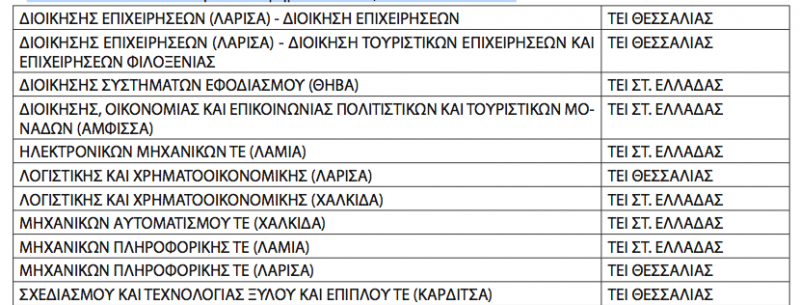 ΔΙΟΙΚΗΣΗΣ ΕΠΙΧΕΙΡΗΣΕΩΝ (ΛΑΡΙΣΑ) - ΔΙΟΙΚΗΣΗ ΕΠΙΧΕΙΡΗΣΕΩΝ ΤΕΙ ΘΕΣΣΑΛΙΑΣ
ΔΙΟΙΚΗΣΗΣ ΕΠΙΧΕΙΡΗΣΕΩΝ (ΛΑΡΙΣΑ) - ΔΙΟΙΚΗΣΗ ΤΟΥΡΙΣΤΙΚΩΝ ΕΠΙΧΕΙΡΗΣΕΩΝ ΚΑΙ ΤΕΙ ΘΕΣΣΑΛΙΑΣ
ΕΠΙΧΕΙΡΗΣΕΩΝ ΦΙΛΟΞΕΝΙΑΣ
ΔΙΟΙΚΗΣΗΣ ΣΥΣΤΗΜΑΤΩΝ ΕΦΟΔΙΑΣΜΟΥ (ΘΗΒΑ) ΤΕΙ ΣΤ. ΕΛΛΑΔΑΣ
ΔΙΟΙΚΗΣΗΣ, ΟΙΚΟΝΟΜΙΑΣ ΚΑΙ ΕΠΙΚΟΙΝΩΝΙΑΣ ΠΟΛΙΤΙΣΤΙΚΩΝ ΚΑΙ ΤΟΥΡΙΣΤΙΚΩΝ ΜΟ- ΤΕΙ ΣΤ. ΕΛΛΑΔΑΣ
ΝΑΔΩΝ (ΑΜΦΙΣΣΑ)
ΗΛΕΚΤΡΟΝΙΚΩΝ ΜΗΧΑΝΙΚΩΝ ΤΕ (ΛΑΜΙΑ) ΤΕΙ ΣΤ. ΕΛΛΑΔΑΣ
ΛΟΓΙΣΤΙΚΗΣ ΚΑΙ ΧΡΗΜΑΤΟΟΙΚΟΝΟΜΙΚΗΣ (ΛΑΡΙΣΑ) ΤΕΙ ΘΕΣΣΑΛΙΑΣ
ΛΟΓΙΣΤΙΚΗΣ ΚΑΙ ΧΡΗΜΑΤΟΟΙΚΟΝΟΜΙΚΗΣ (ΧΑΛΚΙΔΑ) ΤΕΙ ΣΤ. ΕΛΛΑΔΑΣ
ΜΗΧΑΝΙΚΩΝ ΑΥΤΟΜΑΤΙΣΜΟΥ ΤΕ (ΧΑΛΚΙΔΑ) ΤΕΙ ΣΤ. ΕΛΛΑΔΑΣ
ΜΗΧΑΝΙΚΩΝ ΠΛΗΡΟΦΟΡΙΚΗΣ ΤΕ (ΛΑΜΙΑ) ΤΕΙ ΣΤ. ΕΛΛΑΔΑΣ
ΜΗΧΑΝΙΚΩΝ ΠΛΗΡΟΦΟΡΙΚΗΣ ΤΕ (ΛΑΡΙΣΑ) ΤΕΙ ΘΕΣΣΑΛΙΑΣ
ΣΧΕΔΙΑΣΜΟΥ ΚΑΙ ΤΕΧΝΟΛΟΓΙΑΣ ΞΥΛΟΥ ΚΑΙ ΕΠΙΠΛΟΥ ΤΕ (ΚΑΡΔΙΤΣΑ) ΤΕΙ ΘΕΣΣΑΛΙΑΣ